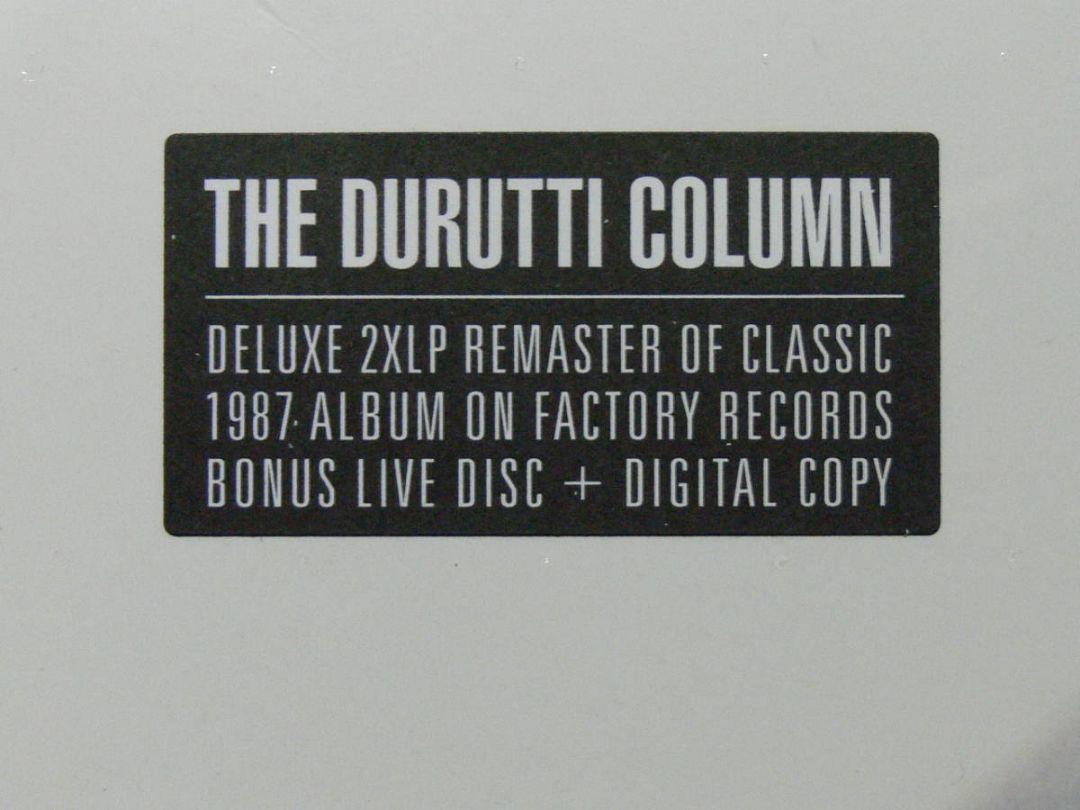 THE DURUTTI COLUMN
DELUXE 2XLP REMASTER OF CLASSIC
1987 ALBUM ON FACTORY RECORDS
BONUS LIVE DISC + DIGITAL COPY